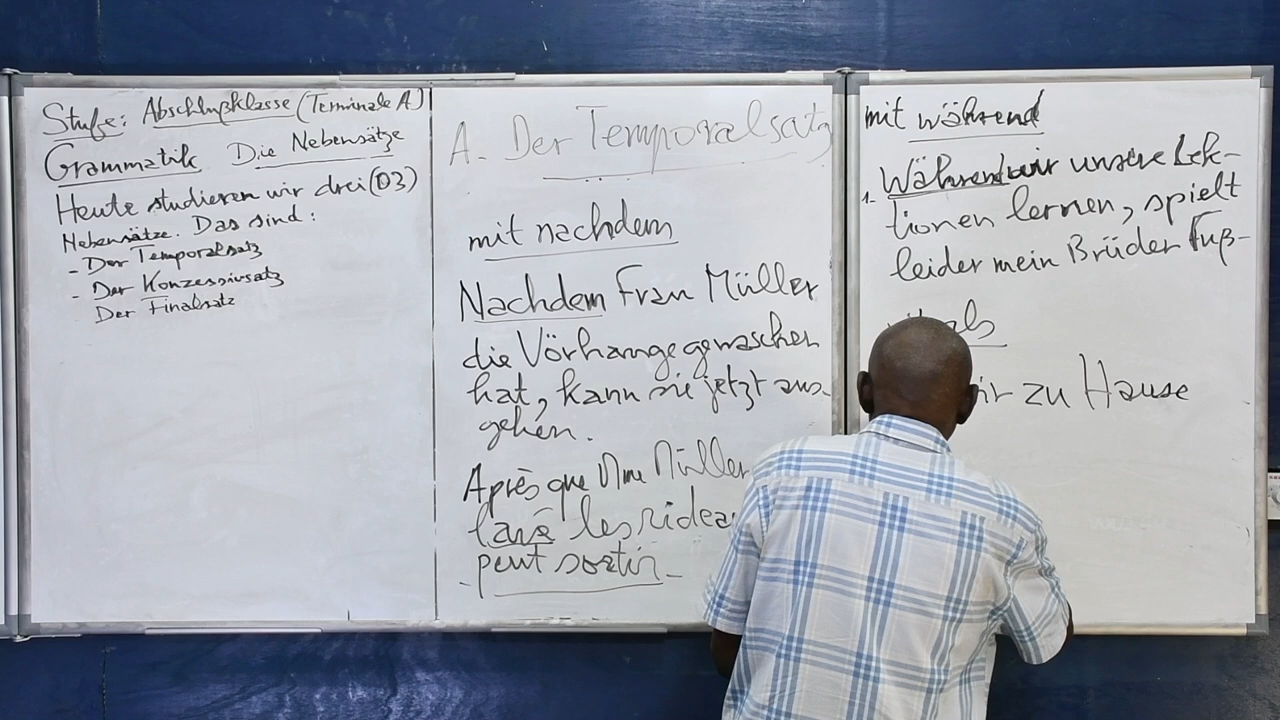 Stufe: Abschlußklasse (Terminale A)
Grammatik Die Nebensätze
Heute studieren wir drei (03)
Nebensätze. Das sind:
- Der Temporalsatz
- Der Konzessivsatz
Der Finalsatz
A. Der Temporalsatz
mit nachdem
Nachdem Frau Müller
die Vörhange gewaschen
hat, kann sie jetzt aus-
gehen.
Après que Mme Müller
lavé les
peut sortir
mit während
1. Während wir unsere Lek-
tionen lernen, spielt
leider mein Brüder Fuß-
als
zu Hause